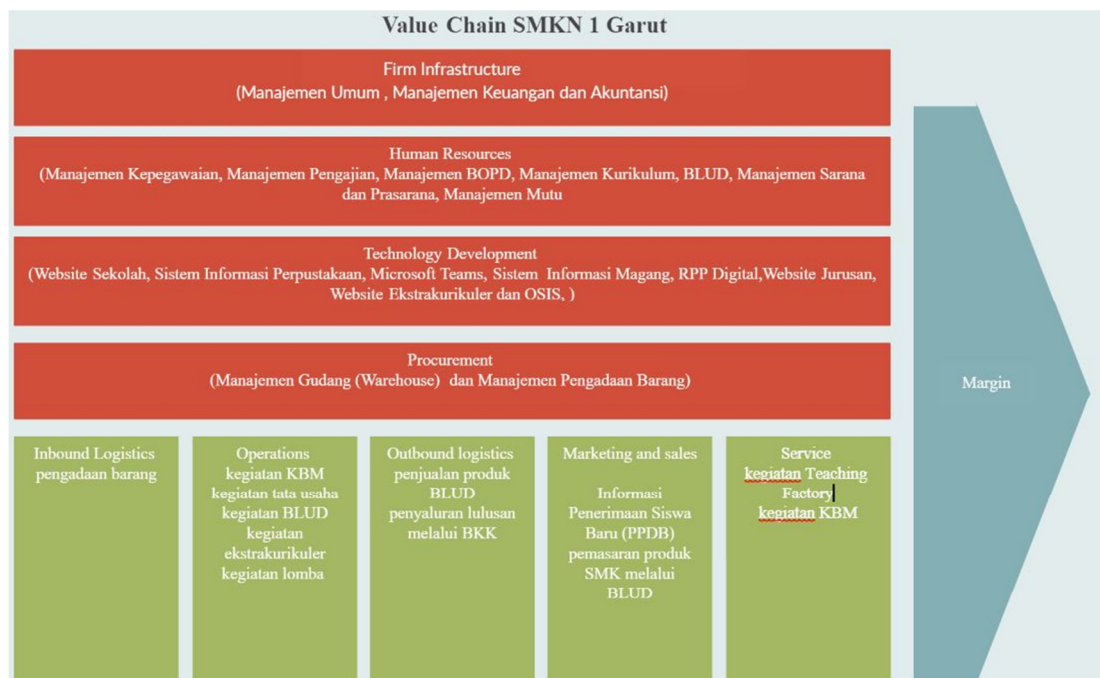 Value Chain SMKN 1 Garut
Firm Infrastructure
(Manajemen Umum , Manajemen Keuangan dan Akuntansi)
Human Resources
(Manajemen Kepegawaian, Manajemen Pengajian, Manajemen BOPD, Manajemen Kurikulum, BLUD, Manajemen Sarana
dan Prasarana, Manajemen Mutu
Technology Development
(Website Sekolah, Sistem Informasi Perpustakaan, Microsoft Teams, Sistem Informasi Magang, RPP Digital,Website Jurusan,
Website Ekstrakurikuler dan OSIS, )
Procurement
(Manajemen Gudang (Warehouse) dan Manajemen Pengadaan Barang)
Margin
Inbound Logistics
pengadaan barang
Operations
kegiatan KBM
kegiatan tata usaha
kegiatan BLUD
kegiatan
ekstrakurikuler
kegiatan lomba
Outbound logistics
penjualan produk
BLUD
penyaluran lulusan
melalui BKK
Marketing and sales
Informasi
Penerimaan Siswa
Baru (PPDB)
pemasaran produk
SMK melalui
BLUD
Service
kegiatan Teaching
Factory
kegiatan KBM